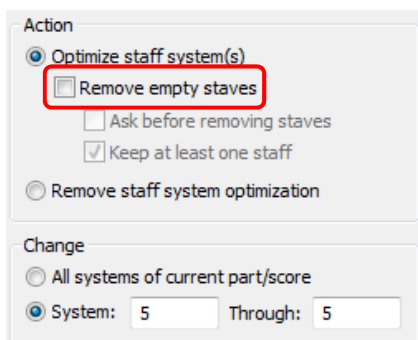 Action
Optimize staff system(s)
Remove empty staves
Ask before removing staves
Keep at least one staff
Remove staff system optimization
Change
All systems of current part/score
System: 5 Through: 5